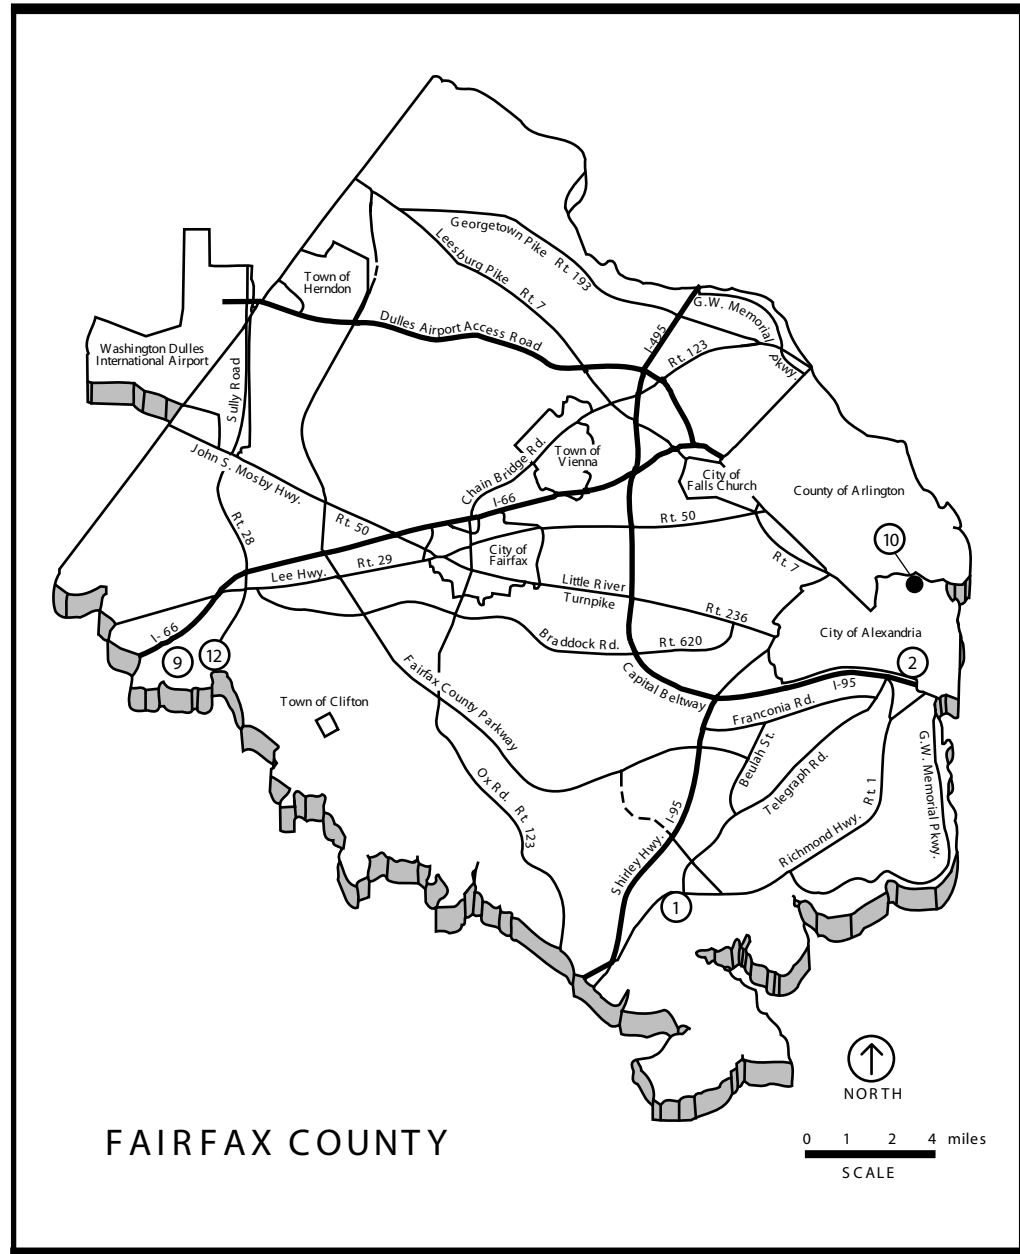 Georgetown Pike Rt. 193
Leesburg Pike Rt. 7
Town of
Herndon
G.W. Memorial Pkwy.
Dulles Airport Access Road
I-495
Rt. 123
Washington Dulles
International Airport
Sully Road
John S. Mosby Hwy.
Chain Bridge Rd.
Town of
Vienna
City of
Falls Church
County of Arlington
I-66
Rt. 50
Rt. 50
Rt. 28
10
Rt. 7
City of
Fairfax
Lee Hwy. Rt. 29
Little River
Turnpike
Rt. 236
I-66
Braddock Rd. Rt. 620
City of Alexandria
9
12
2
Fairfax County Parkway
Capital Beltway
I-95
Town of Clifton
Franconia Rd.
Beulah St.
Telegraph Rd.
G.W. Memorial Pkwy.
Ox Rd. Rt. 123
Shirley Hwy. I-95
Richmond Hwy. Rt 1
1
NORTH
FAIRFAX COUNTY
0 1 2 4 miles
SCALE